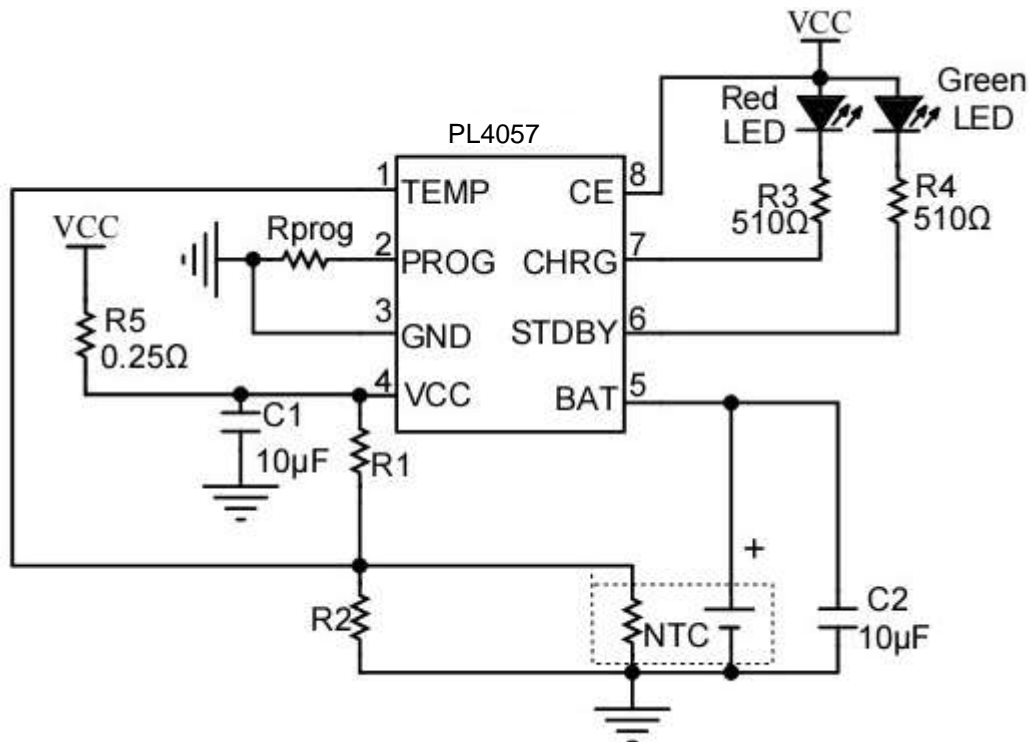 VCC
Red
LED
Green
LED
PL4057
1
TEMP
CE
8
R3
510Ω
R4
510Ω
VCC
Rprog
2
PROG
CHRG
7
R5
0.25Ω
3
GND
STDBY
6
4
VCC
BAT
5
C1
10µF
R1
+
R2
NTC
C2
10µF